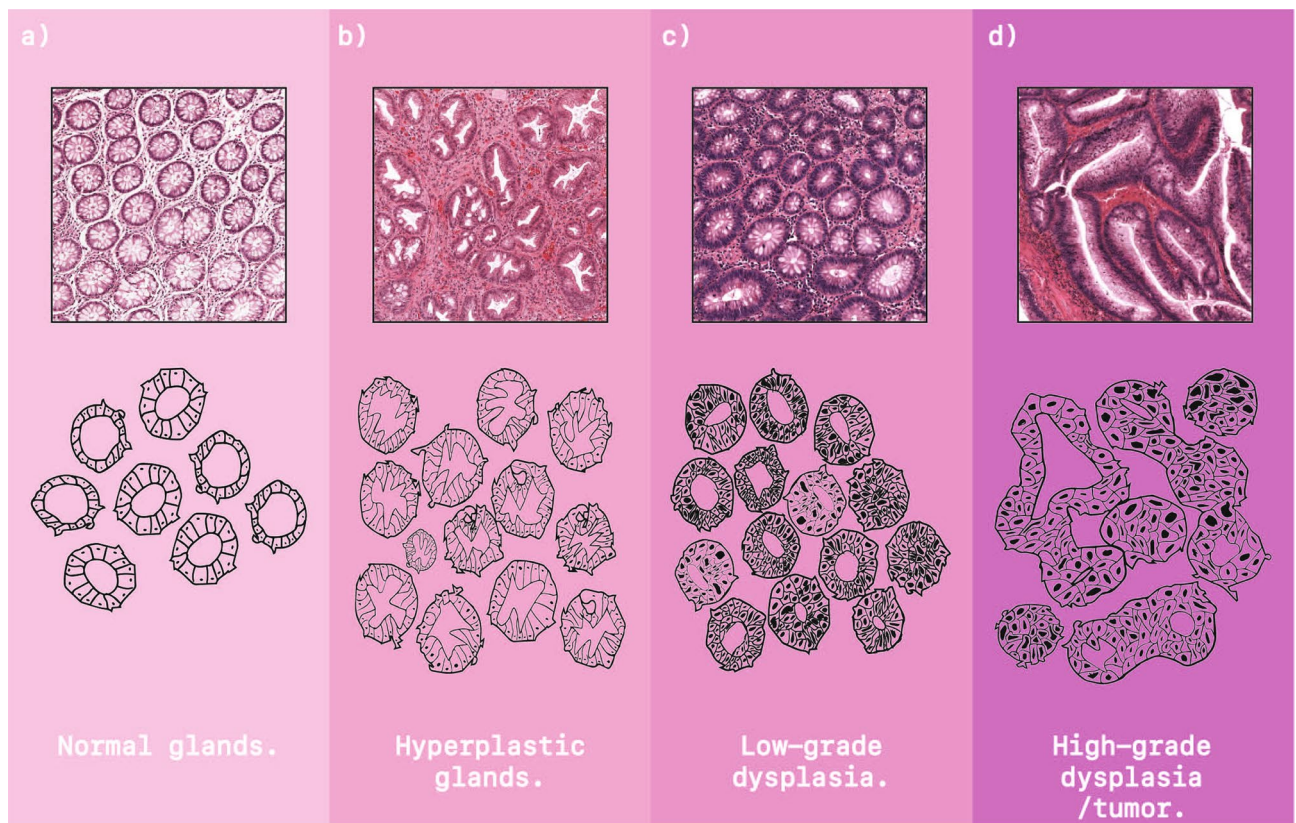 a)
b)
c)
d)
Normal glands.
Hyperplastic
glands.
Low-grade
dysplasia.
High-grade
dysplasia
/tumor.